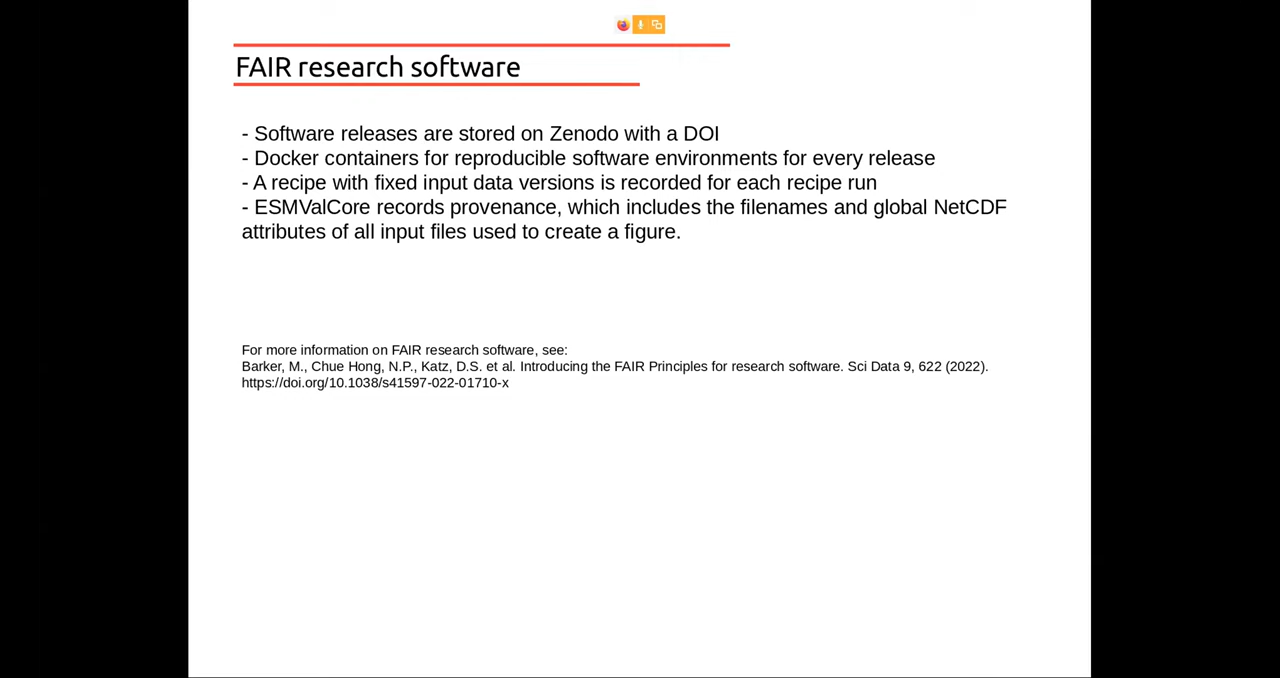 FAIR research software
- Software releases are stored on Zenodo with a DOI
- Docker containers for reproducible software environments for every release
- A recipe with fixed input data versions is recorded for each recipe run
- ESMValCore records provenance, which includes the filenames and global NetCDF
attributes of all input files used to create a figure.
For more information on FAIR research software, see:
Barker, M., Chue Hong, N.P., Katz, D.S. et al. Introducing the FAIR Principles for research software. Sci Data 9, 622 (2022).
https://doi.org/10.1038/s41597-022-01710-x